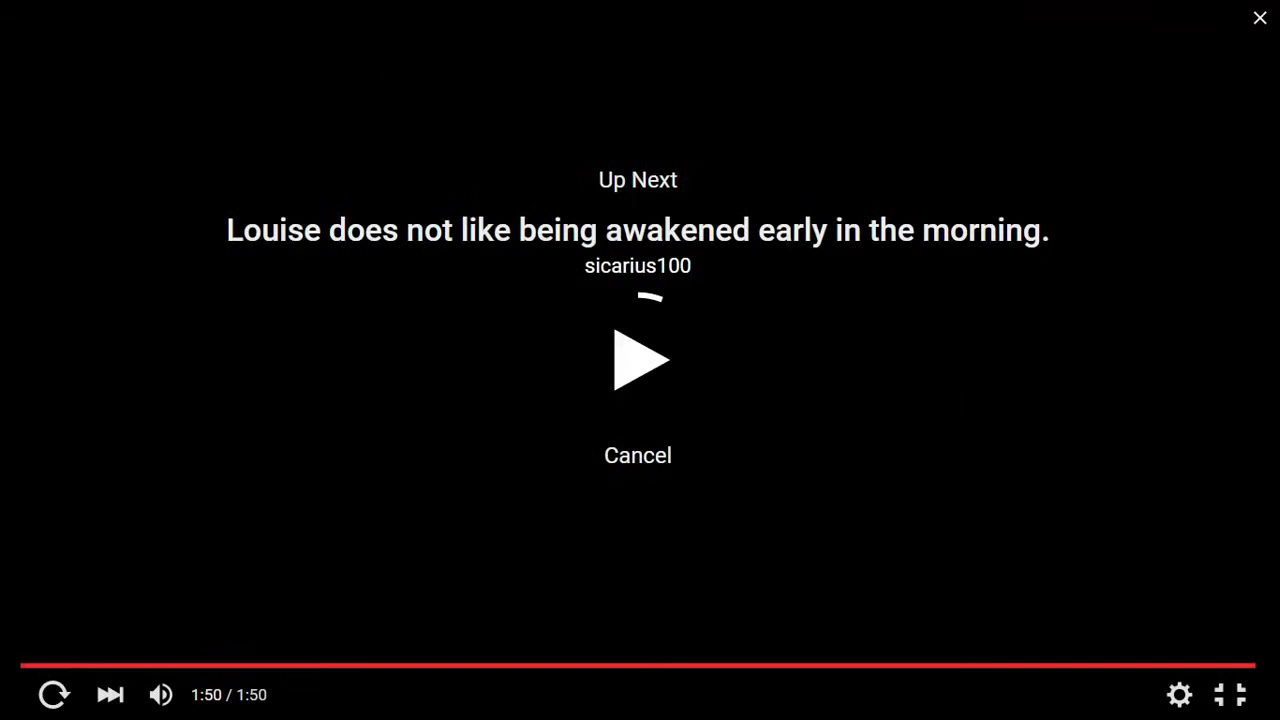 Up Next
Louise does not like being awakened early in the morning.
sicarius100
Cancel
1:50 / 1:50